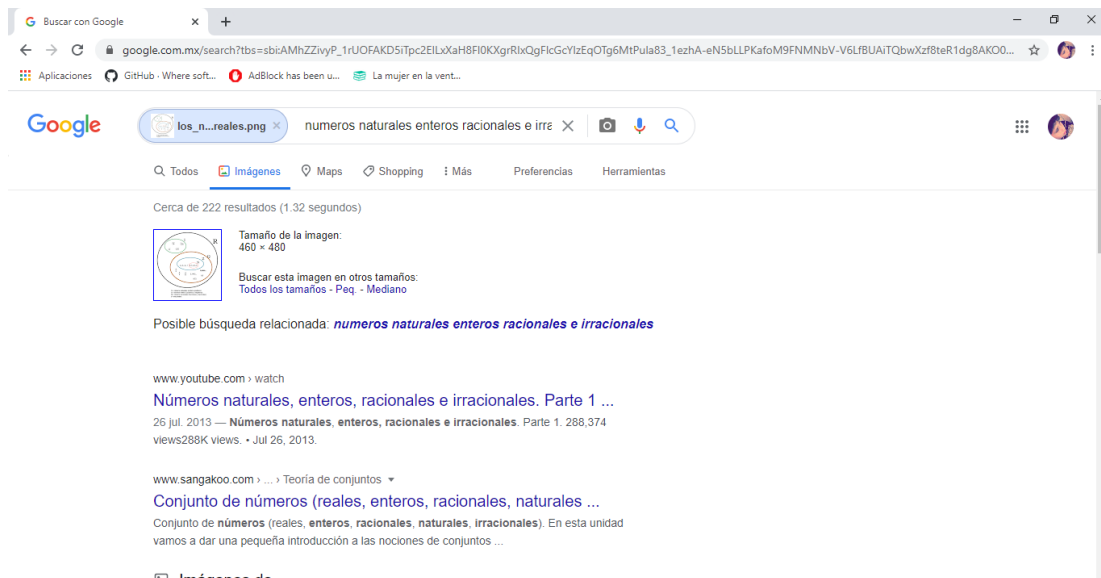 Buscar con Google
google.com.mx/search?tbs=sbi:AMhZZivyP_1rUOFAKD5iTpc2EILxXaH8FI0KXgrRIxQgFlcGcYlzEqOTg6MtPula83_1ezhA-eN5bLLPKafoM9FNMNbV-V6LfBUAiTQbwXzf8teR1dg8AKO0...
Aplicaciones GitHub · Where soft... AdBlock has been u... La mujer en la vent...
Google los_n...reales.png numeros naturales enteros racionales e irra
Todos Imágenes Maps Shopping Más Preferencias Herramientas
Cerca de 222 resultados (1.32 segundos)
Tamaño de la imagen:
460 × 480
Buscar esta imagen en otros tamaños:
Todos los tamaños - Peq. - Mediano
Posible búsqueda relacionada: numeros naturales enteros racionales e irracionales
www.youtube.com › watch
Números naturales, enteros, racionales e irracionales. Parte 1 ...
26 jul. 2013 — Números naturales, enteros, racionales e irracionales. Parte 1. 288,374
views288K views. • Jul 26, 2013.
www.sangakoo.com › ... › Teoría de conjuntos
Conjunto de números (reales, enteros, racionales, naturales ...
Conjunto de números (reales, enteros, racionales, naturales, irracionales). En esta unidad
vamos a dar una pequeña introducción a las nociones de conjuntos ...